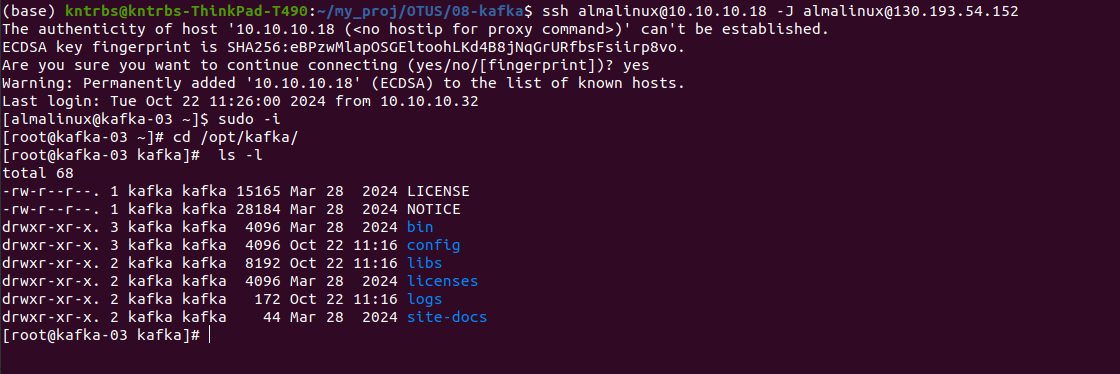 (base) kntrbs@kntrbs-ThinkPad-T490:~/my_proj/OTUS/08-kafka$ ssh almalinux@10.10.10.18 -J almalinux@130.193.54.152
The authenticity of host '10.10.10.18 (<no hostip for proxy command>)' can't be established.
ECDSA key fingerprint is SHA256:eBPzwMlapOSGEltoohLKd4B8jNqGrURfbsFsiirp8vo.
Are you sure you want to continue connecting (yes/no/[fingerprint])? yes
Warning: Permanently added '10.10.10.18' (ECDSA) to the list of known hosts.
Last login: Tue Oct 22 11:26:00 2024 from 10.10.10.32
[almalinux@kafka-03 ~]$ sudo -i
[root@kafka-03 ~]# cd /opt/kafka/
[root@kafka-03 kafka]#  ls -l
total 68
-rw-r--r--. 1 kafka kafka 15165 Mar 28  2024 LICENSE
-rw-r--r--. 1 kafka kafka 28184 Mar 28  2024 NOTICE
drwxr-xr-x. 3 kafka kafka  4096 Mar 28  2024 bin
drwxr-xr-x. 3 kafka kafka  4096 Oct 22 11:16 config
drwxr-xr-x. 2 kafka kafka  8192 Oct 22 11:16 libs
drwxr-xr-x. 2 kafka kafka  4096 Mar 28  2024 licenses
drwxr-xr-x. 2 kafka kafka   172 Oct 22 11:16 logs
drwxr-xr-x. 2 kafka kafka    44 Mar 28  2024 site-docs
[root@kafka-03 kafka]#